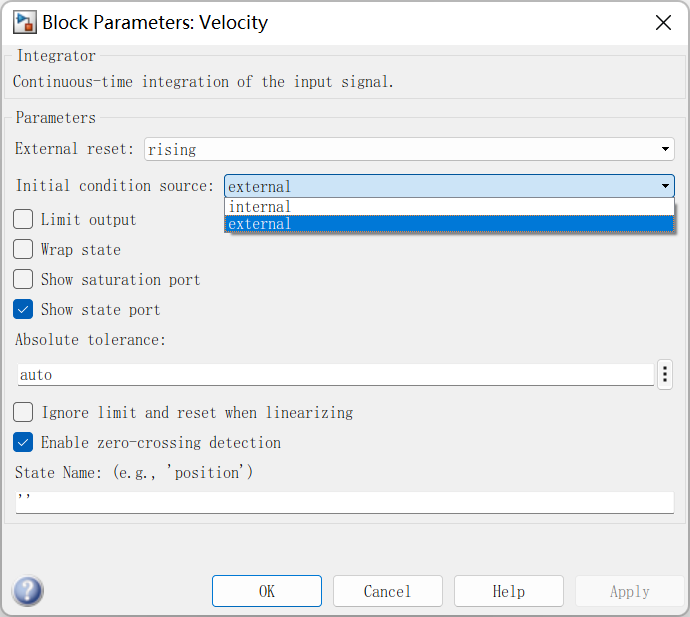 Block Parameters: Velocity
Integrator
Continuous-time integration of the input signal.
Parameters
External reset: rising
Initial condition source: external
internal
external
Limit output
Wrap state
Show saturation port
Show state port
Absolute tolerance:
auto
Ignore limit and reset when linearizing
Enable zero-crossing detection
State Name: (e.g., 'position')
''
OK Cancel Help Apply